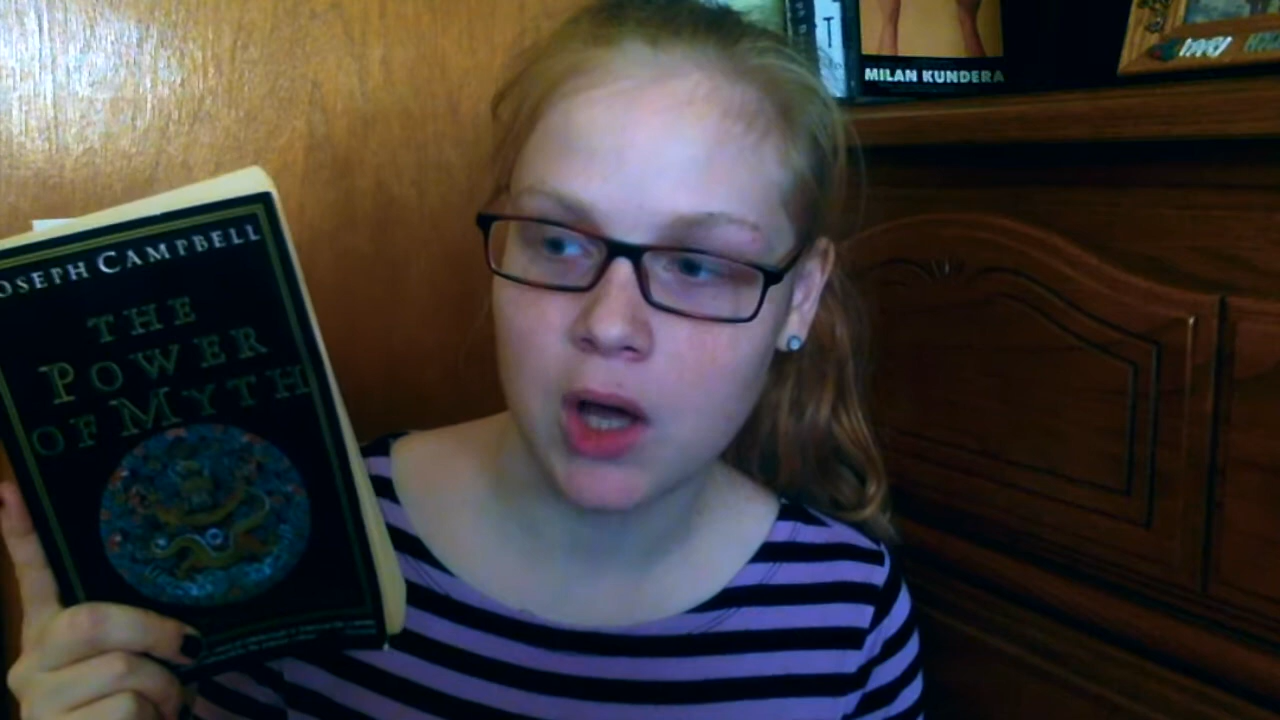 OSEPH CAMPBELL
THE
POWER
OF MYTH
T
MILAN KUNDERA